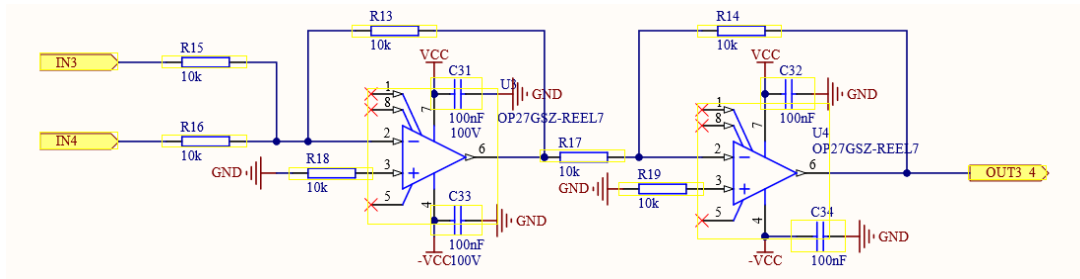 R13
10k
R14
10k
IN3
R15
10k
VCC
C31
GND
100nF
100V
U3
OP27GSZ-REEL7
VCC
C32
GND
100nF
U4
OP27GSZ-REEL7
IN4
R16
10k
1
8
7
2
6
3
5
4
GND
R18
10k
R17
10k
C33
GND
100nF
100V
-VCC
1
8
7
2
6
3
5
4
GND
R19
10k
OUT3_4
C34
GND
100nF
-VCC